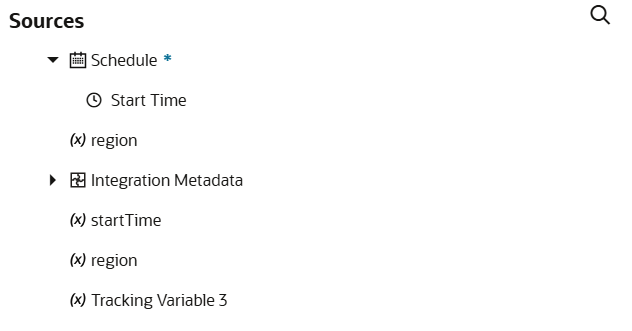 Sources
Schedule *
Start Time
(x) region
Integration Metadata
(x) startTime
(x) region
(x) Tracking Variable 3